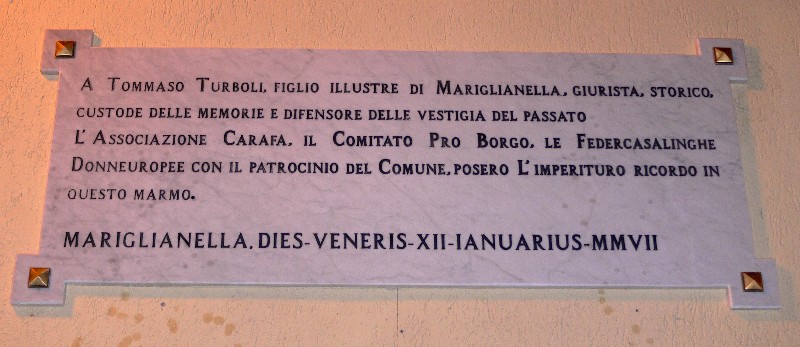 A Tommaso Turboli, figlio illustre di Mariglianella, giurista, storico,
custode delle memorie e difensore delle vestigia del passato
L'Associazione Carafa, il Comitato Pro Borgo, le Federcasalinghe
Donneuropee con il patrocinio del Comune, posero L'imperituro ricordo in
questo marmo.
MARIGLIANELLA, DIES-VENERIS-XII-IANUARIUS-MMVII